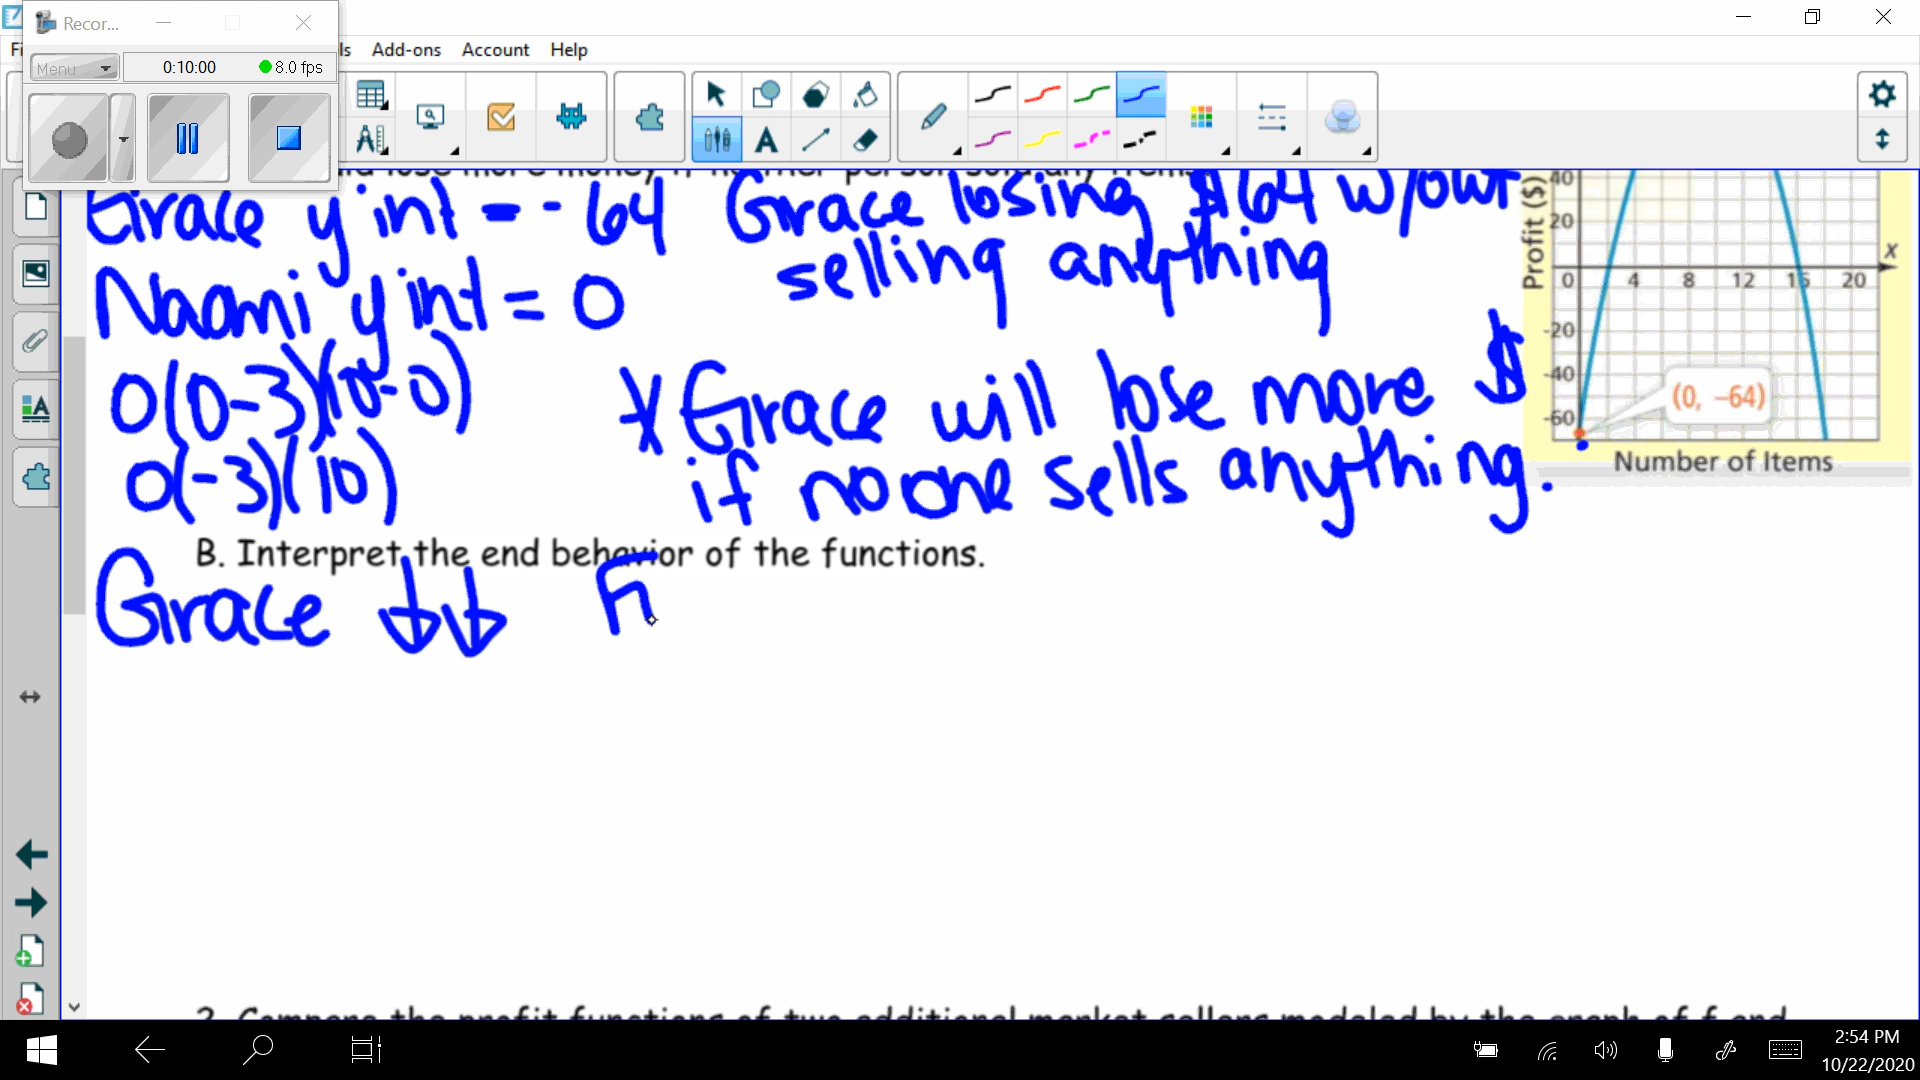 Recor...
Add-ons Account Help
Menu 0:10:00 8.0 fps
Grace y int = - 64 Grace losing $64 w/out
selling anything
Naomi y int = 0
0(0-3)(10-0)
0(-3)(10)
* Grace will lose more $
if no one sells anything.
Profit ($)
40
20
0 4 8 12 16 20
x
-20
-40
-60
(0, −64)
Number of Items
B. Interpret the end behavior of the functions.
Grace ↓↓
2:54 PM
10/22/2020